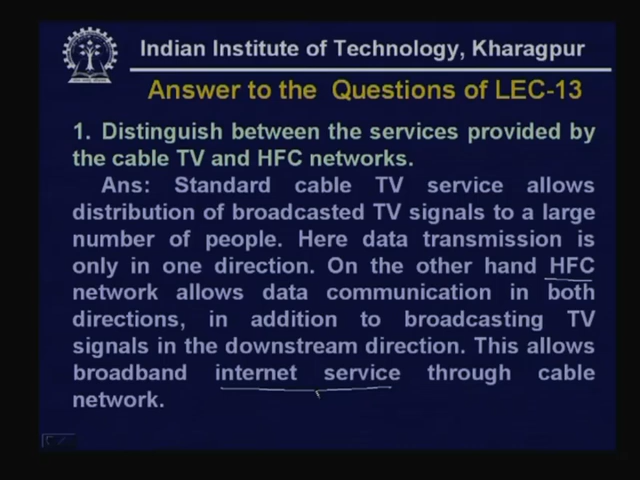 Indian Institute of Technology, Kharagpur
Answer to the Questions of LEC-13
1. Distinguish between the services provided by
the cable TV and HFC networks.
Ans: Standard cable TV service allows
distribution of broadcasted TV signals to a large
number of people. Here data transmission is
only in one direction. On the other hand HFC
network allows data communication in both
directions, in addition to broadcasting TV
signals in the downstream direction. This allows
broadband internet service through cable
network.